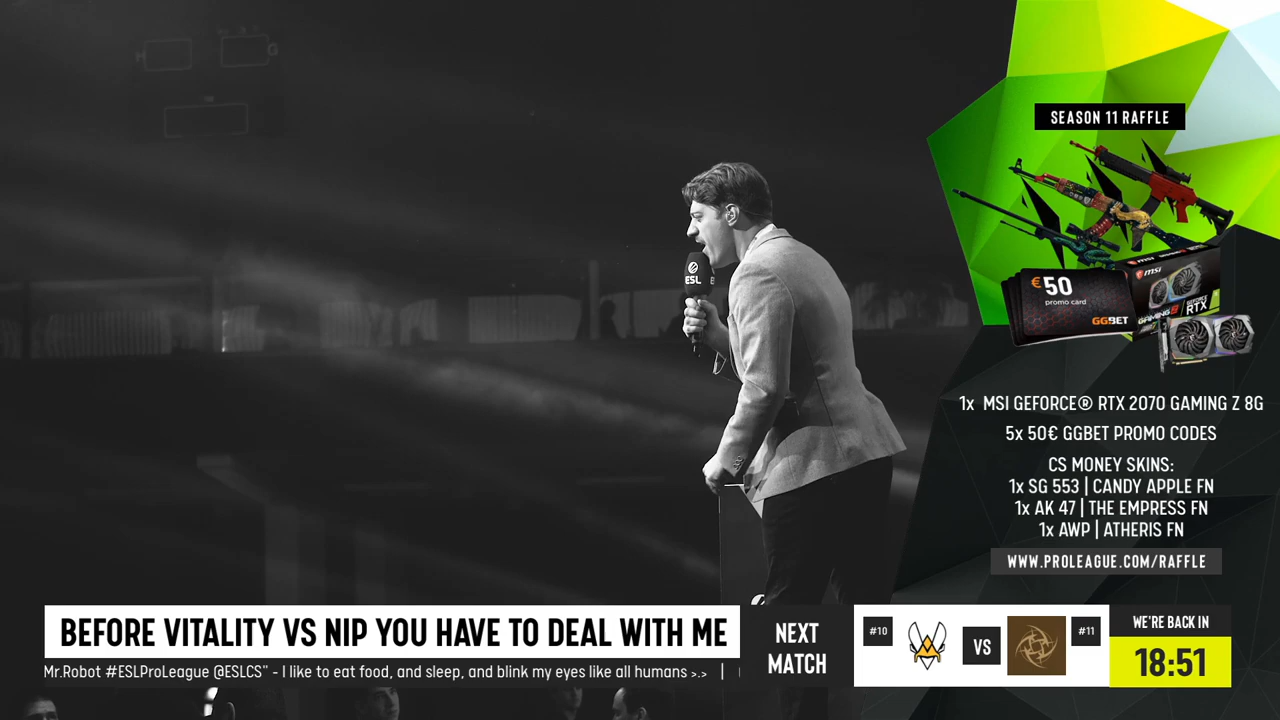 SEASON 11 RAFFLE
€50
promo card
GGBET
msi
GAMING
GEFORCE
RTX
ESL
1x MSI GEFORCE® RTX 2070 GAMING Z 8G
5x 50€ GGBET PROMO CODES
CS MONEY SKINS:
1x SG 553 | CANDY APPLE FN
1x AK 47 | THE EMPRESS FN
1x AWP | ATHERIS FN
WWW.PROLEAGUE.COM/RAFFLE
BEFORE VITALITY VS NIP YOU HAVE TO DEAL WITH ME
Mr.Robot #ESLProLeague @ESLCS" - I like to eat food, and sleep, and blink my eyes like all humans >.> |
NEXT
MATCH
#10
VS
#11
WE'RE BACK IN
18:51